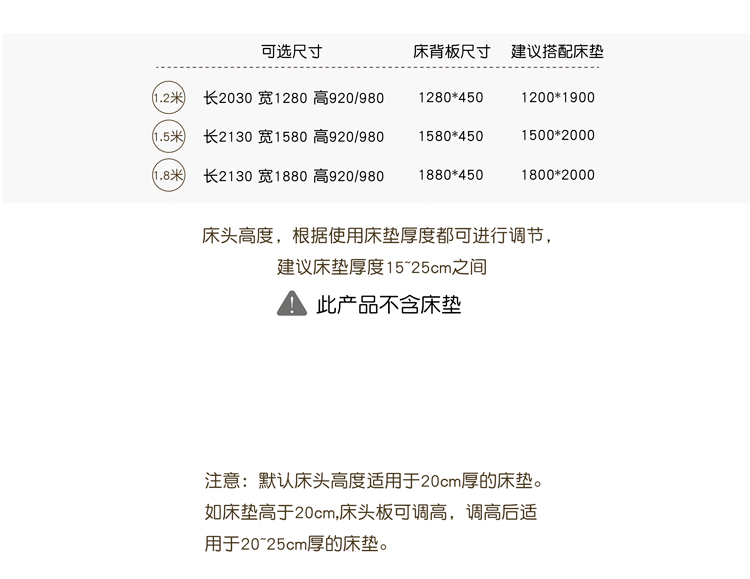 可选尺寸 床背板尺寸 建议搭配床垫
1.2米 长2030 宽1280 高920/980 1280*450 1200*1900
1.5米 长2130 宽1580 高920/980 1580*450 1500*2000
1.8米 长2130 宽1880 高920/980 1880*450 1800*2000
床头高度，根据使用床垫厚度都可进行调节，
建议床垫厚度15~25cm之间
此产品不含床垫
注意：默认床头高度适用于20cm厚的床垫。
如床垫高于20cm,床头板可调高，调高后适
用于20~25cm厚的床垫。